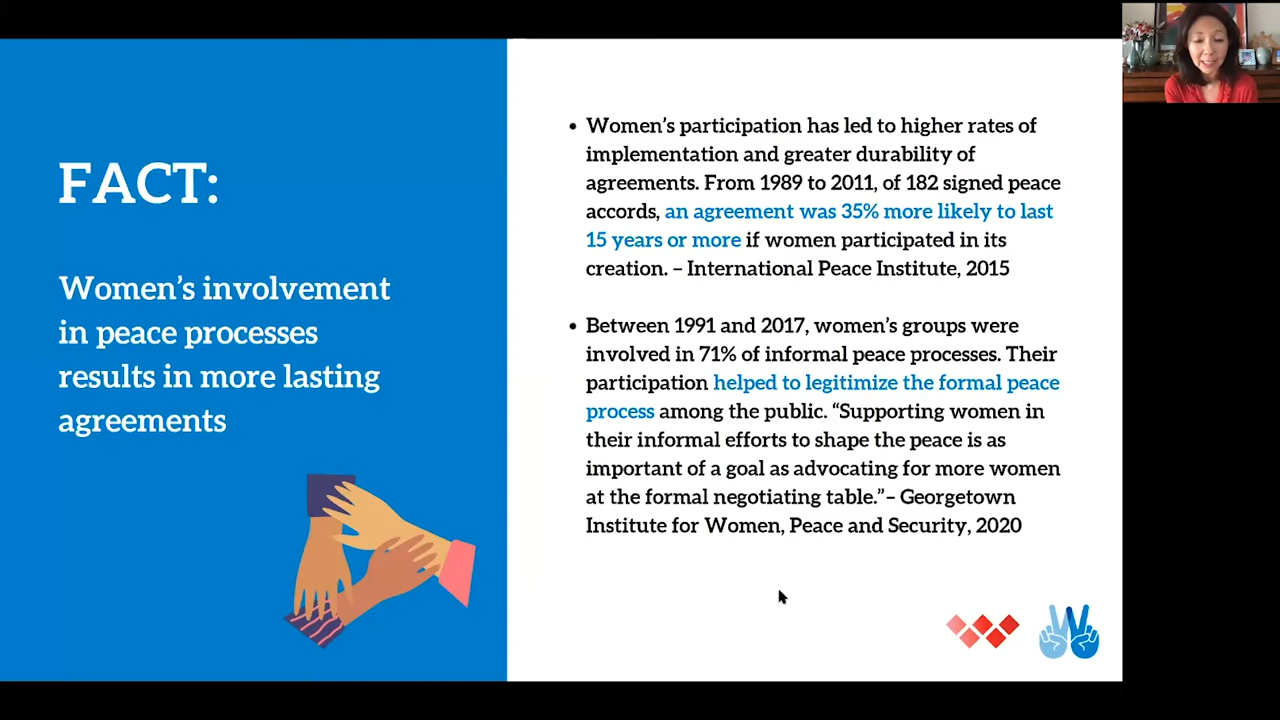 FACT:
Women's involvement
in peace processes
results in more lasting
agreements
• Women's participation has led to higher rates of
implementation and greater durability of
agreements. From 1989 to 2011, of 182 signed peace
accords, an agreement was 35% more likely to last
15 years or more if women participated in its
creation. – International Peace Institute, 2015
• Between 1991 and 2017, women's groups were
involved in 71% of informal peace processes. Their
participation helped to legitimize the formal peace
process among the public. “Supporting women in
their informal efforts to shape the peace is as
important of a goal as advocating for more women
at the formal negotiating table.”– Georgetown
Institute for Women, Peace and Security, 2020